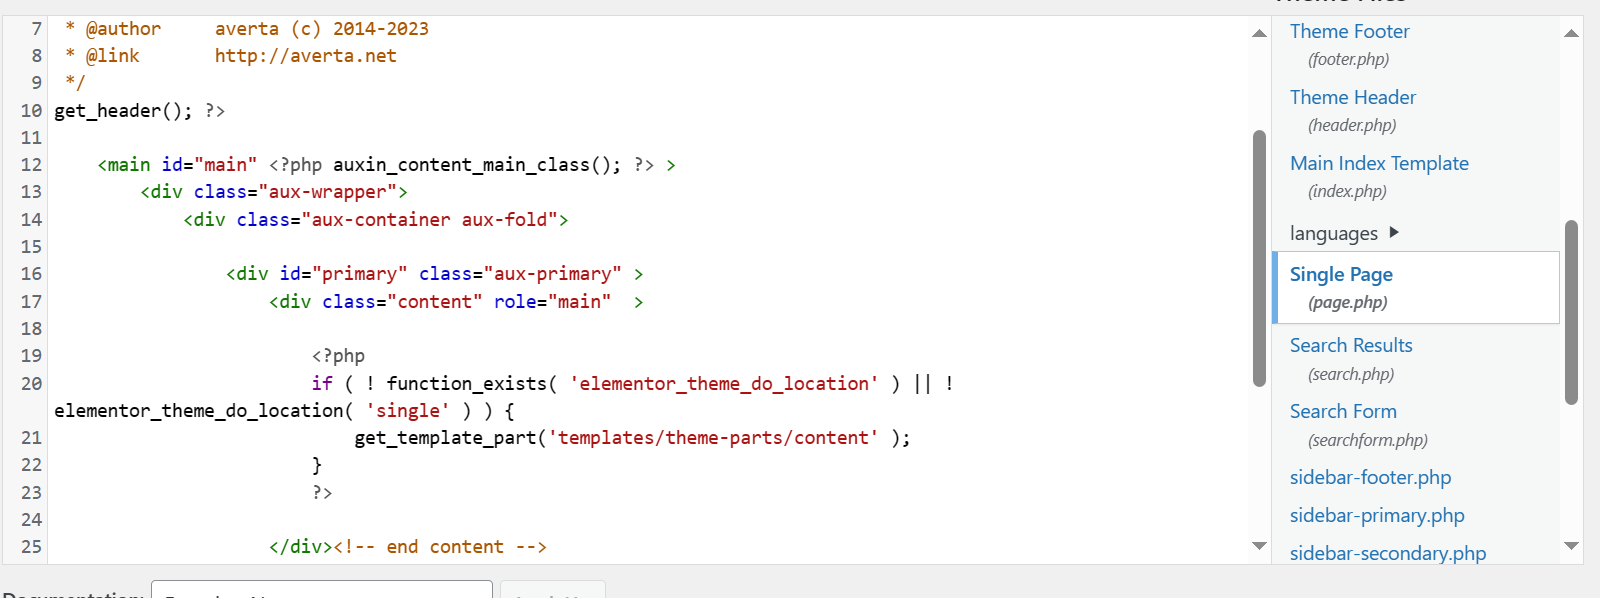 7  * @author     averta (c) 2014-2023
8  * @link       http://averta.net
9  */
10 get_header(); ?>
11
12     <main id="main" <?php auxin_content_main_class(); ?> >
13         <div class="aux-wrapper">
14             <div class="aux-container aux-fold">
15
16                 <div id="primary" class="aux-primary" >
17                     <div class="content" role="main"  >
18
19                         <?php
20                         if ( ! function_exists( 'elementor_theme_do_location' ) || !
elementor_theme_do_location( 'single' ) ) {
21                             get_template_part('templates/theme-parts/content' );
22                         }
23                         ?>
24
25                     </div><!-- end content -->
Theme Footer
(footer.php)
Theme Header
(header.php)
Main Index Template
(index.php)
languages
Single Page
(page.php)
Search Results
(search.php)
Search Form
(searchform.php)
sidebar-footer.php
sidebar-primary.php
sidebar-secondary.php